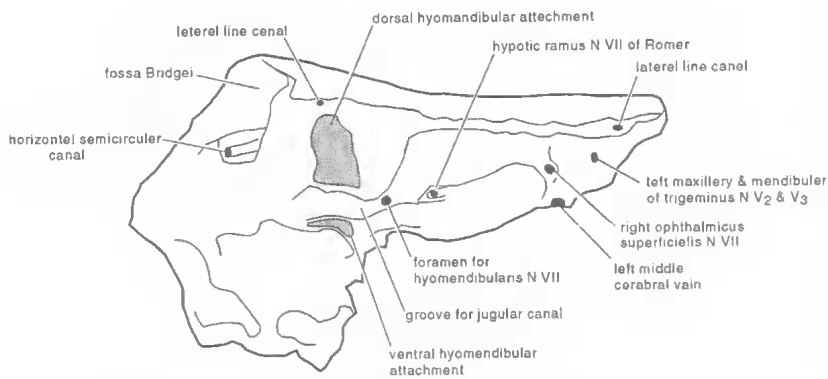 dorsal hyomandibular attechment
leterel line cenal
hypotic ramus N VII of Romer
fossa Bridgei
laterel line canel
horizontel semicirculer
canal
left maxillery & mendibuler
of trigeminus N V2 & V3
right ophthalmicus
superficielis N VII
foramen for
hyomendibularis N VII
left middle
cerabral vain
groove for jugular canal
ventral hyomendibular
attachment